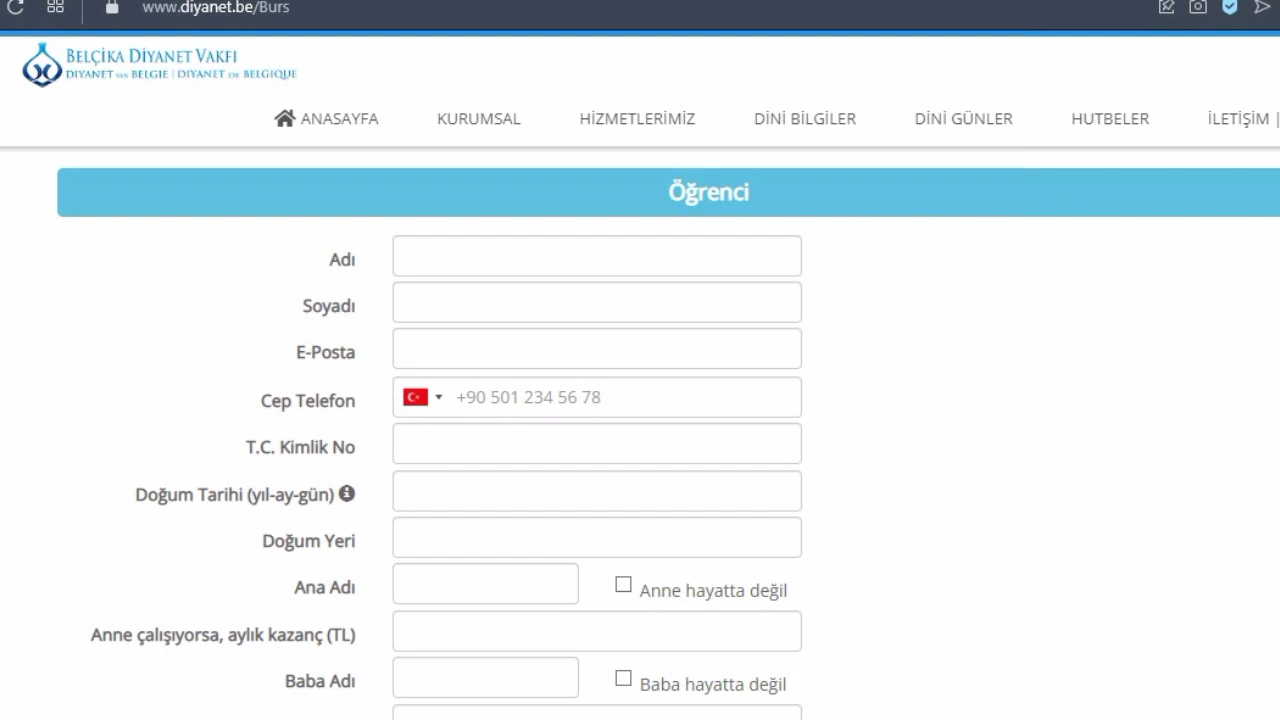 www.diyanet.be/Burs
BELÇİKA DİYANET VAKFI
DIYANET VAN BELGIE | DIYANET DE BELGIQUE
ANASAYFA KURUMSAL HİZMETLERİMİZ DİNİ BİLGİLER DİNİ GÜNLER HUTBELER İLETİŞİM |
Öğrenci
Adı
Soyadı
E-Posta
Cep Telefon +90 501 234 56 78
T.C. Kimlik No
Doğum Tarihi (yıl-ay-gün)
Doğum Yeri
Ana Adı Anne hayatta değil
Anne çalışıyorsa, aylık kazanç (TL)
Baba Adı Baba hayatta değil